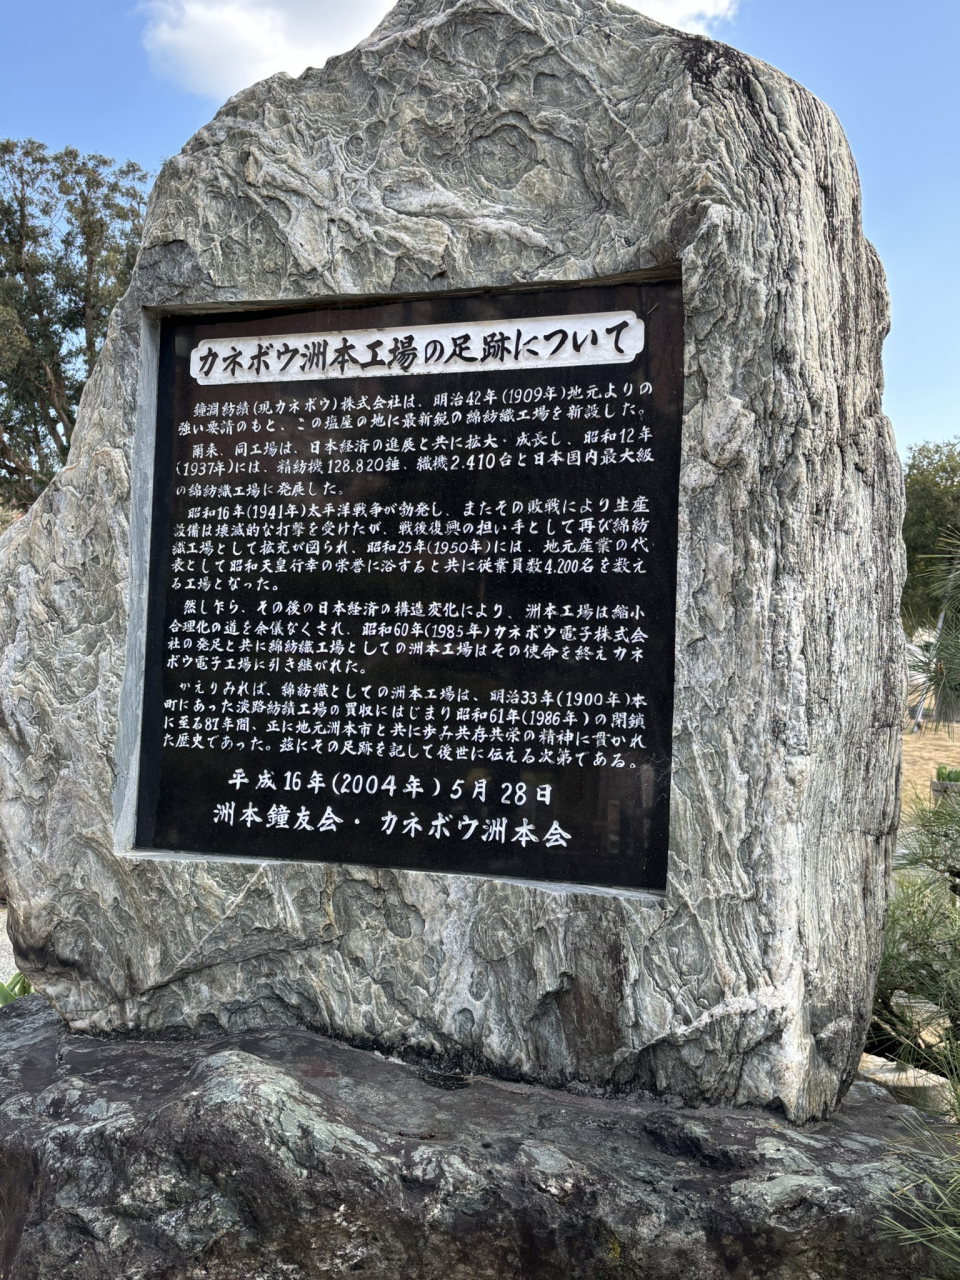 カネボウ洲本工場の足跡について
鐘淵紡績(現カネボウ)株式会社は、明治42年(1909年)地元よりの
強い要請のもと、この塩屋の地に最新鋭の綿紡織工場を新設した。
爾来、同工場は、日本経済の進展と共に拡大・成長し、昭和12年
(1937年)には、精紡機128.820錘、織機2.410台と日本国内最大級
の綿紡織工場に発展した。
昭和16年(1941年)太平洋戦争が勃発し、またその敗戦により生産
設備は壊滅的な打撃を受けたが、戦後復興の担い手として再び綿紡
織工場として拡充が図られ、昭和25年(1950年)には、地元産業の代
表として昭和天皇行幸の栄誉に浴すると共に従業員数4,200名を数え
る工場となった。
然し乍ら、その後の日本経済の構造変化により、洲本工場は縮小
合理化の道を余儀なくされ、昭和60年(1985年)カネボウ電子株式会
社の発足と共に綿紡織工場としての洲本工場はその使命を終えカネ
ボウ電子工場に引き継がれた。
かえりみれば、綿紡織としての洲本工場は、明治33年(1900年)本
町にあった淡路紡績工場の買収にはじまり昭和61年(1986年)の閉鎖
に至る87年間、正に地元洲本市と共に歩み共存共栄の精神に貫かれ
た歴史であった。茲にその足跡を記して後世に伝える次第である。
平成16年(2004年)5月28日
洲本鐘友会・カネボウ洲本会